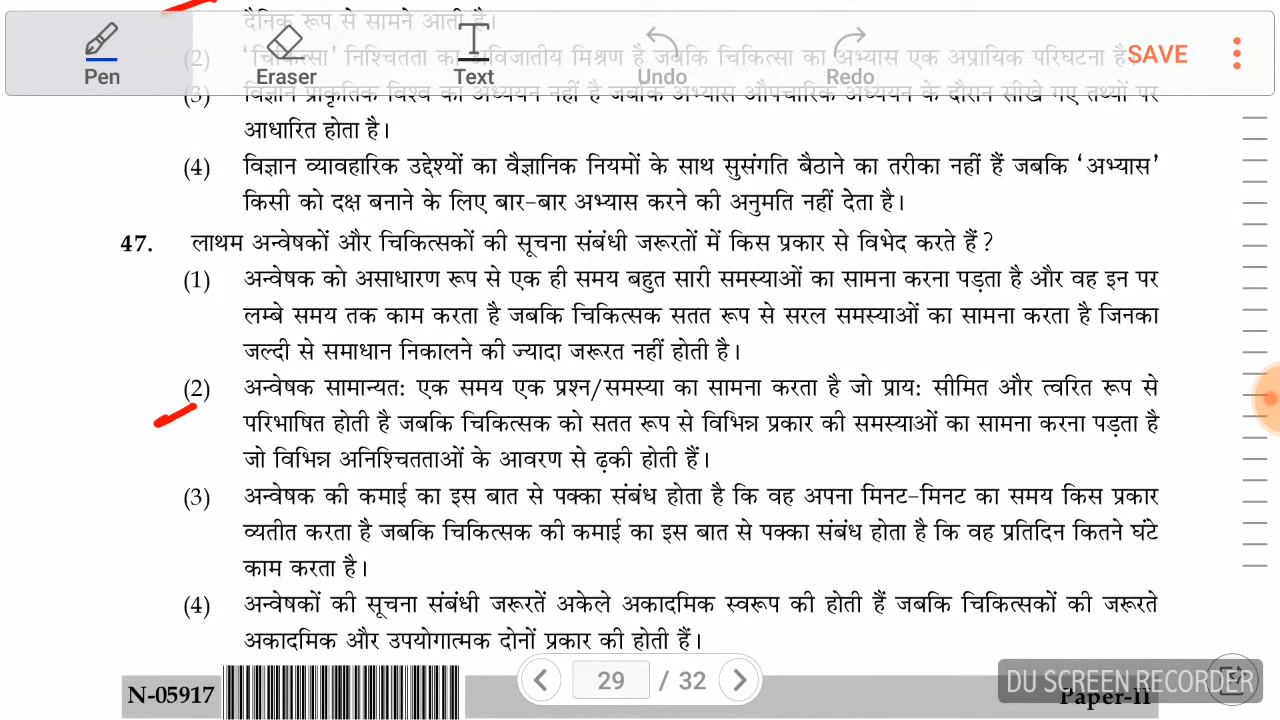 दैनिक रूप से सामने आती है।
(2) 'चिकित्सा' निश्चितता का अविजातीय मिश्रण है जबकि चिकित्सा का अभ्यास एक अप्रायिक परिघटना है
Pen Eraser Text Undo Redo SAVE
(3) विज्ञान प्राकृतिक विश्व का अध्ययन नहीं है जबकि अभ्यास औपचारिक अध्ययन के दौरान सीखे गए तथ्यों पर
आधारित होता है।
(4) विज्ञान व्यावहारिक उद्देश्यों का वैज्ञानिक नियमों के साथ सुसंगति बैठाने का तरीका नहीं हैं जबकि 'अभ्यास'
किसी को दक्ष बनाने के लिए बार-बार अभ्यास करने की अनुमति नहीं देता है।
47. लाथम अन्वेषकों और चिकित्सकों की सूचना संबंधी जरूरतों में किस प्रकार से विभेद करते हैं?
(1) अन्वेषक को असाधारण रूप से एक ही समय बहुत सारी समस्याओं का सामना करना पड़ता है और वह इन पर
लम्बे समय तक काम करता है जबकि चिकित्सक सतत रूप से सरल समस्याओं का सामना करता है जिनका
जल्दी से समाधान निकालने की ज्यादा जरूरत नहीं होती है।
(2) अन्वेषक सामान्यतः एक समय एक प्रश्न/समस्या का सामना करता है जो प्रायः सीमित और त्वरित रूप से
परिभाषित होती है जबकि चिकित्सक को सतत रूप से विभिन्न प्रकार की समस्याओं का सामना करना पड़ता है
जो विभिन्न अनिश्चितताओं के आवरण से ढ़की होती हैं।
(3) अन्वेषक की कमाई का इस बात से पक्का संबंध होता है कि वह अपना मिनट-मिनट का समय किस प्रकार
व्यतीत करता है जबकि चिकित्सक की कमाई का इस बात से पक्का संबंध होता है कि वह प्रतिदिन कितने घंटे
काम करता है।
(4) अन्वेषकों की सूचना संबंधी जरूरतें अकेले अकादमिक स्वरूप की होती हैं जबकि चिकित्सकों की जरूरते
अकादमिक और उपयोगात्मक दोनों प्रकार की होती हैं।
N-05917 29 / 32 Paper-II
DU SCREEN RECORDER